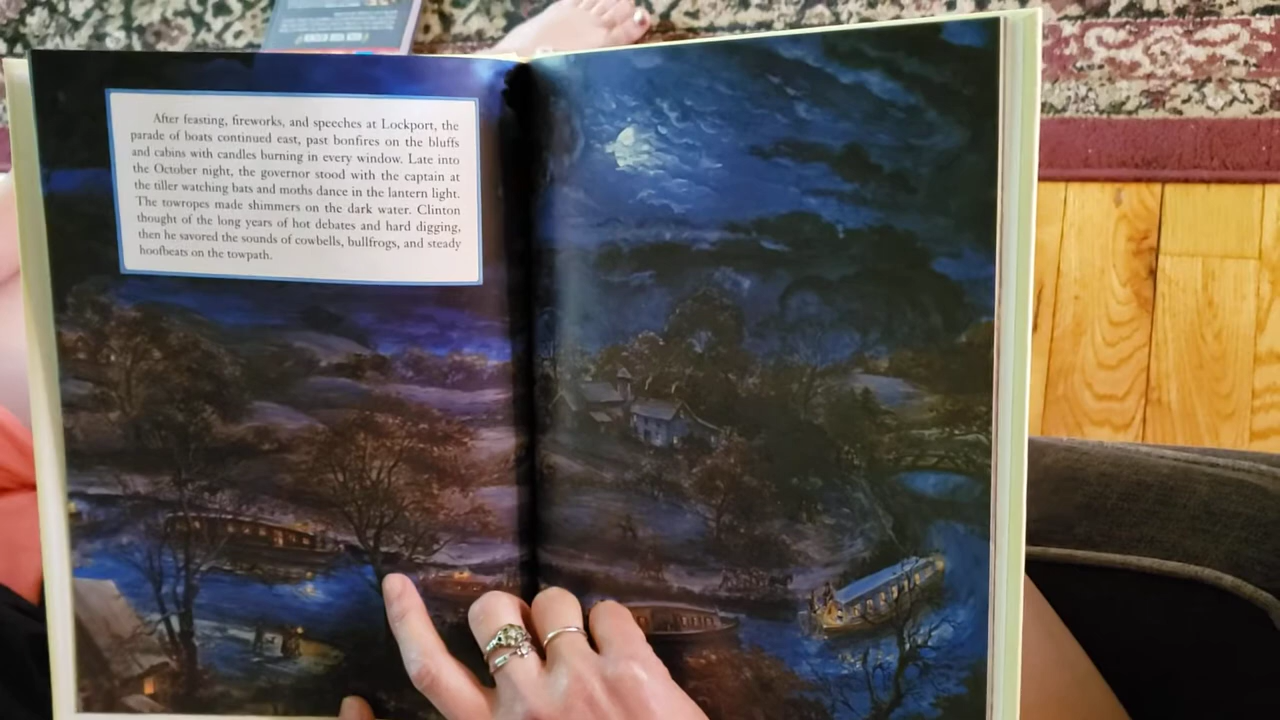 After feasting, fireworks, and speeches at Lockport, the
parade of boats continued east, past bonfires on the bluffs
and cabins with candles burning in every window. Late into
the October night, the governor stood with the captain at
the tiller watching bats and moths dance in the lantern light.
The towropes made shimmers on the dark water. Clinton
thought of the long years of hot debates and hard digging,
then he savored the sounds of cowbells, bullfrogs, and steady
hoofbeats on the towpath.